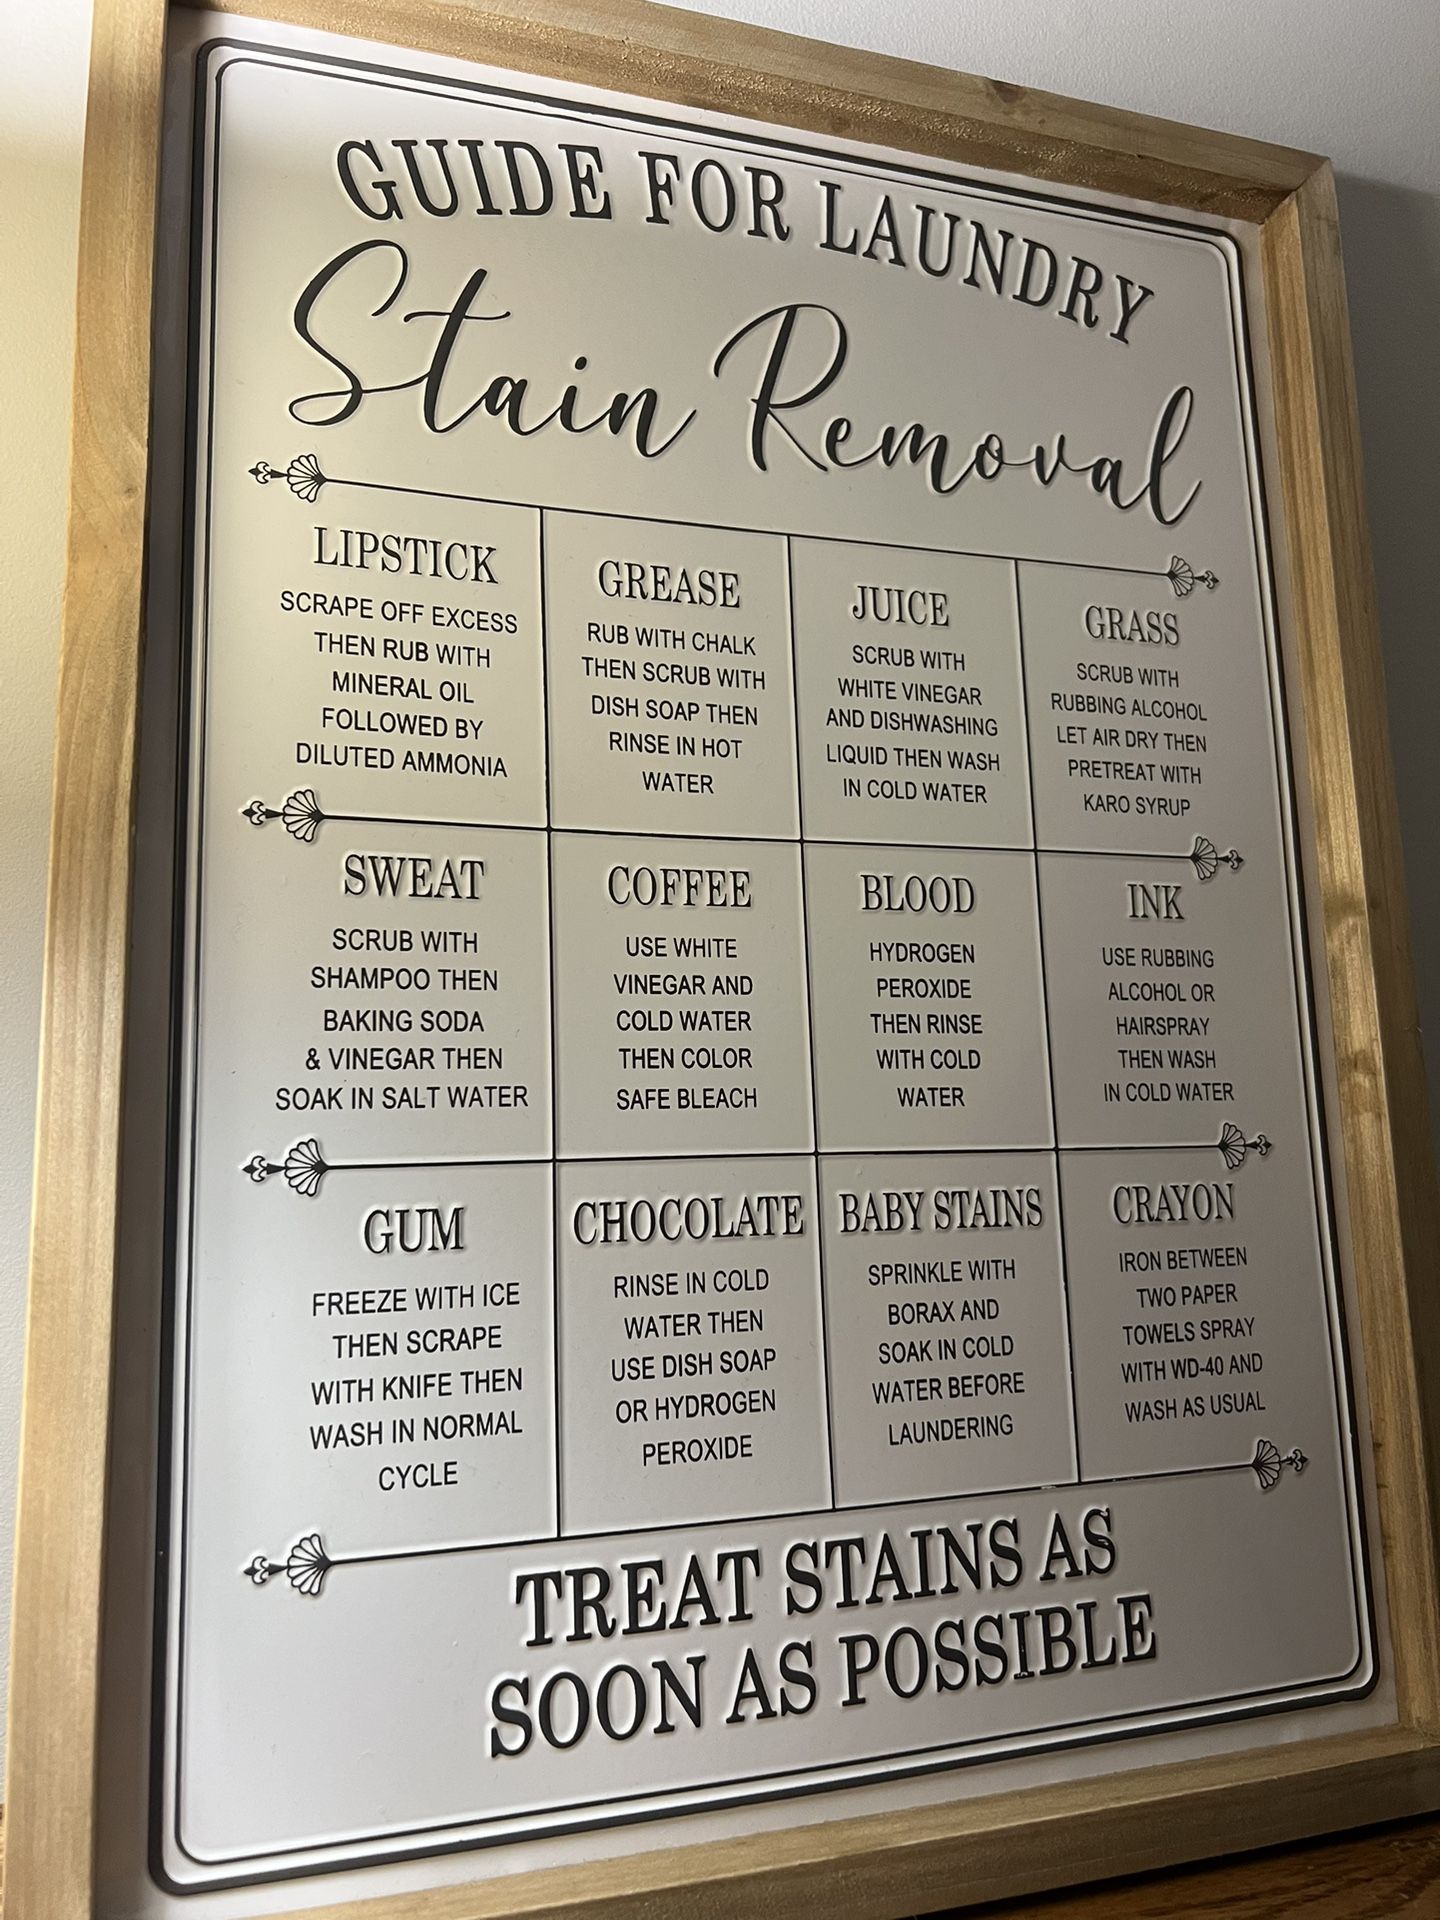 GUIDE FOR LAUNDRY
Stain Removal
LIPSTICK
SCRAPE OFF EXCESS
THEN RUB WITH
MINERAL OIL
FOLLOWED BY
DILUTED AMMONIA
GREASE
RUB WITH CHALK
THEN SCRUB WITH
DISH SOAP THEN
RINSE IN HOT
WATER
JUICE
SCRUB WITH
WHITE VINEGAR
AND DISHWASHING
LIQUID THEN WASH
IN COLD WATER
GRASS
SCRUB WITH
RUBBING ALCOHOL
LET AIR DRY THEN
PRETREAT WITH
KARO SYRUP
SWEAT
SCRUB WITH
SHAMPOO THEN
BAKING SODA
& VINEGAR THEN
SOAK IN SALT WATER
COFFEE
USE WHITE
VINEGAR AND
COLD WATER
THEN COLOR
SAFE BLEACH
BLOOD
HYDROGEN
PEROXIDE
THEN RINSE
WITH COLD
WATER
INK
USE RUBBING
ALCOHOL OR
HAIRSPRAY
THEN WASH
IN COLD WATER
GUM
FREEZE WITH ICE
THEN SCRAPE
WITH KNIFE THEN
WASH IN NORMAL
CYCLE
CHOCOLATE
RINSE IN COLD
WATER THEN
USE DISH SOAP
OR HYDROGEN
PEROXIDE
BABY STAINS
SPRINKLE WITH
BORAX AND
SOAK IN COLD
WATER BEFORE
LAUNDERING
CRAYON
IRON BETWEEN
TWO PAPER
TOWELS SPRAY
WITH WD-40 AND
WASH AS USUAL
TREAT STAINS AS
SOON AS POSSIBLE